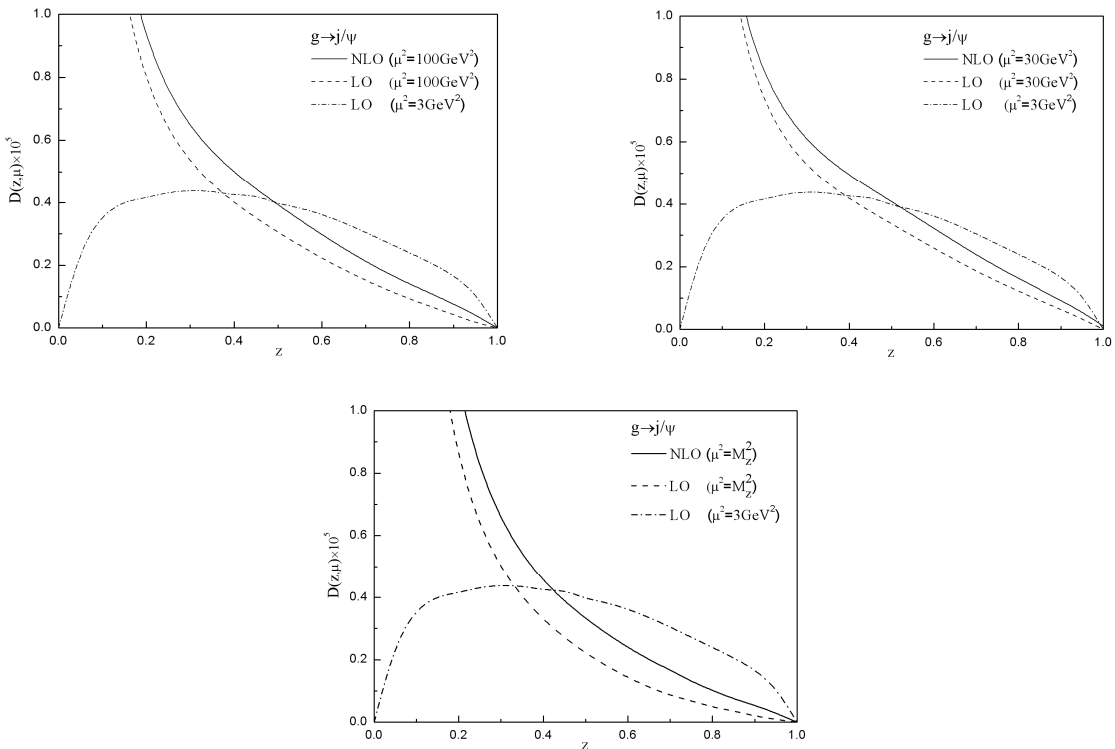 g→j/ψ
NLO (μ²=100GeV²)
LO (μ²=100GeV²)
LO (μ²=3GeV²)
D(z,μ)×10⁵
1.0
0.8
0.6
0.4
0.2
0.0
0.0 0.2 0.4 0.6 0.8 1.0
z
g→j/ψ
NLO (μ²=30GeV²)
LO (μ²=30GeV²)
LO (μ²=3GeV²)
D(z,μ)×10⁵
1.0
0.8
0.6
0.4
0.2
0.0
0.0 0.2 0.4 0.6 0.8 1.0
z
g→j/ψ
NLO (μ²=M_Z²)
LO (μ²=M_Z²)
LO (μ²=3GeV²)
D(z,μ)×10⁵
1.0
0.8
0.6
0.4
0.2
0.0
0.0 0.2 0.4 0.6 0.8 1.0
z